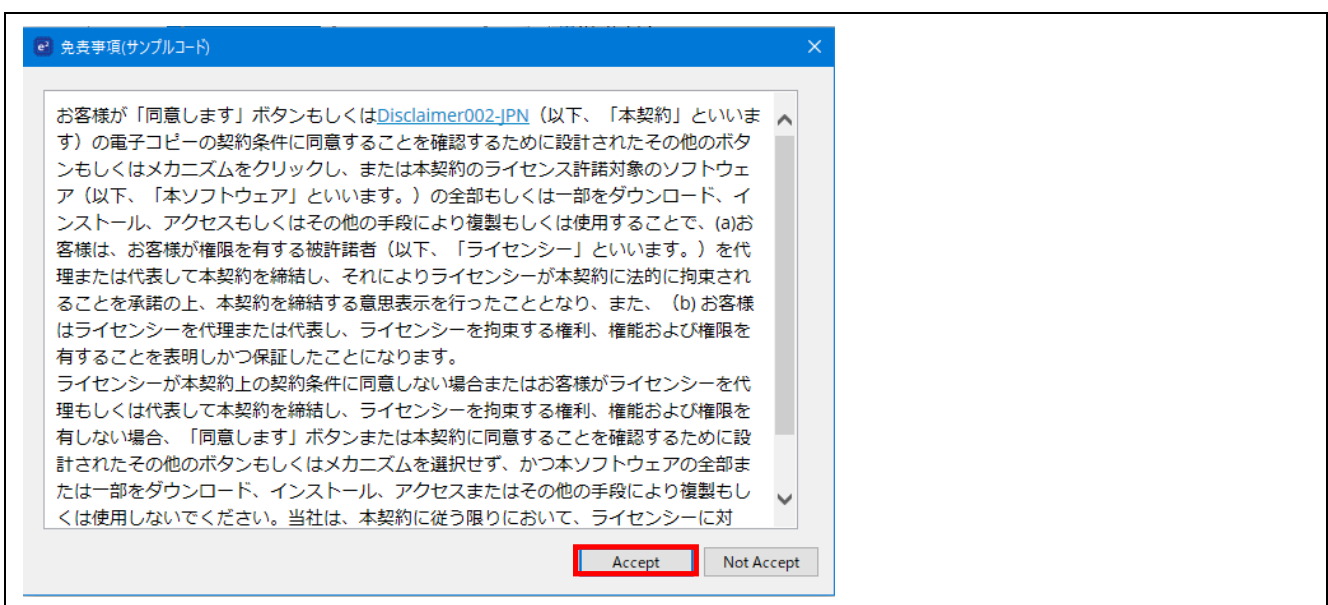 e² 免責事項(サンプルコード)
お客様が「同意します」ボタンもしくはDisclaimer002-JPN（以下、「本契約」といいま
す）の電子コピーの契約条件に同意することを確認するために設計されたその他のボタ
ンもしくはメカニズムをクリックし、または本契約のライセンス許諾対象のソフトウェ
ア（以下、「本ソフトウェア」といいます。）の全部もしくは一部をダウンロード、イ
ンストール、アクセスもしくはその他の手段により複製もしくは使用することで、(a)お
客様は、お客様が権限を有する被許諾者（以下、「ライセンシー」といいます。）を代
理または代表して本契約を締結し、それによりライセンシーが本契約に法的に拘束され
ることを承諾の上、本契約を締結する意思表示を行ったこととなり、また、（b) お客様
はライセンシーを代理または代表し、ライセンシーを拘束する権利、権能および権限を
有することを表明しかつ保証したことになります。
ライセンシーが本契約上の契約条件に同意しない場合またはお客様がライセンシーを代
理もしくは代表して本契約を締結し、ライセンシーを拘束する権利、権能および権限を
有しない場合、「同意します」ボタンまたは本契約に同意することを確認するために設
計されたその他のボタンもしくはメカニズムを選択せず、かつ本ソフトウェアの全部ま
たは一部をダウンロード、インストール、アクセスまたはその他の手段により複製もし
くは使用しないでください。当社は、本契約に従う限りにおいて、ライセンシーに対
Accept Not Accept